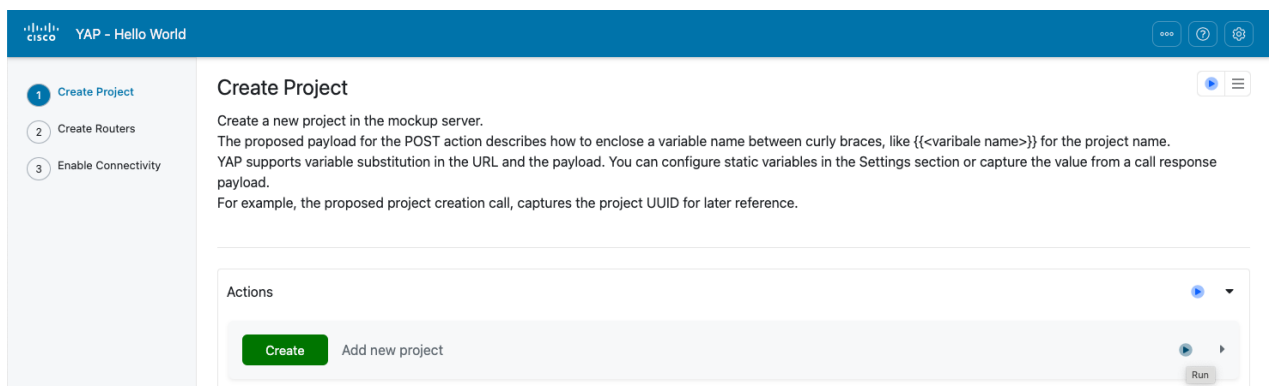 cisco YAP - Hello World
1 Create Project
2 Create Routers
3 Enable Connectivity
Create Project
Create a new project in the mockup server.
The proposed payload for the POST action describes how to enclose a variable name between curly braces, like {{<varibale name>}} for the project name.
YAP supports variable substitution in the URL and the payload. You can configure static variables in the Settings section or capture the value from a call response
payload.
For example, the proposed project creation call, captures the project UUID for later reference.
Actions
Create Add new project
Run